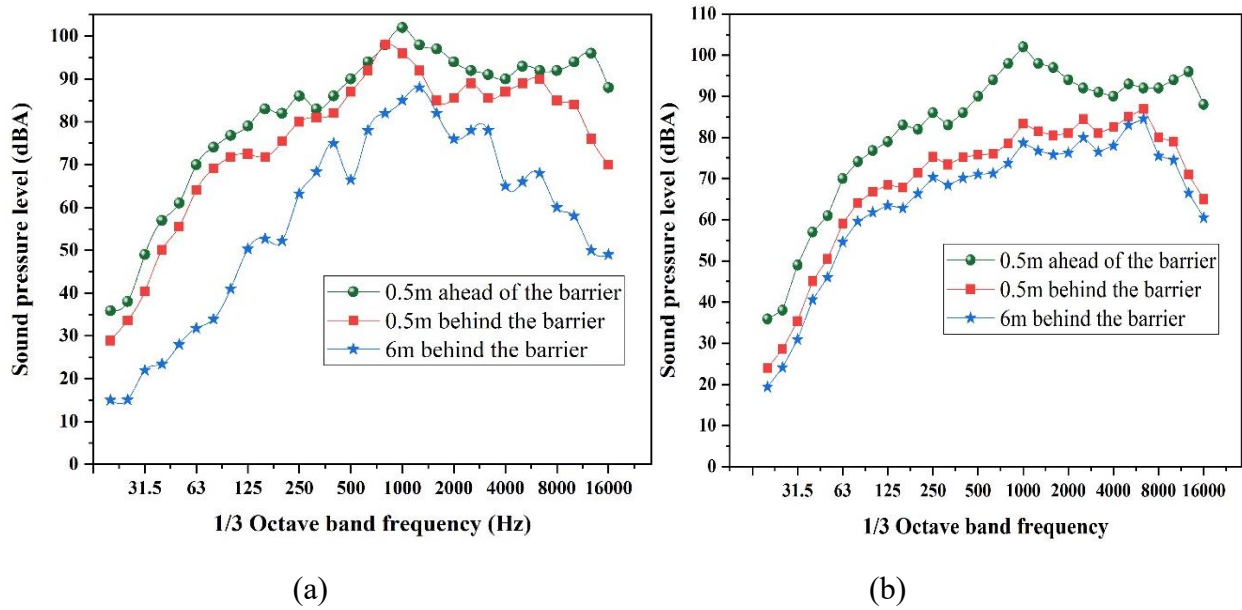 100
90
80
70
60
50
40
30
20
10
0
Sound pressure level (dBA)
0.5m ahead of the barrier
0.5m behind the barrier
6m behind the barrier
31.5 63 125 250 500 1000 2000 4000 8000 16000
1/3 Octave band frequency (Hz)
(a)
110
100
90
80
70
60
50
40
30
20
10
0
Sound pressure level (dBA)
0.5m ahead of the barrier
0.5m behind the barrier
6m behind the barrier
31.5 63 125 250 500 1000 2000 4000 8000 16000
1/3 Octave band frequency
(b)